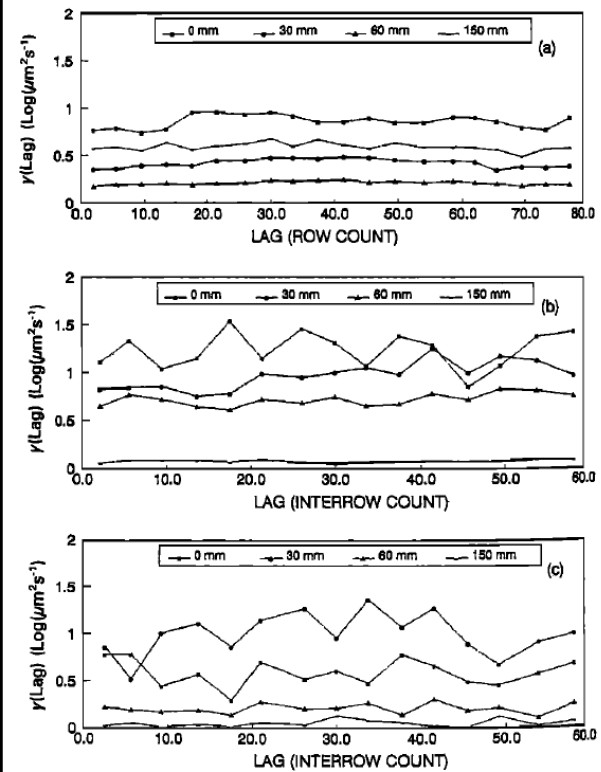 2
0 mm 30 mm 60 mm 150 mm
(a)
1.5
1
0.5
0
γ(Lag) (Log(μm²s⁻¹)
0.0 10.0 20.0 30.0 40.0 50.0 60.0 70.0 80.0
LAG (ROW COUNT)
2
0 mm 30 mm 60 mm 150 mm
(b)
1.5
1
0.5
0
γ(Lag) (Log(μm²s⁻¹)
0.0 10.0 20.0 30.0 40.0 50.0 60.0
LAG (INTERROW COUNT)
2
0 mm 30 mm 60 mm 150 mm
(c)
1.5
1
0.5
0
γ(Lag) (Log(μm²s⁻¹)
0.0 10.0 20.0 30.0 40.0 50.0 60.0
LAG (INTERROW COUNT)